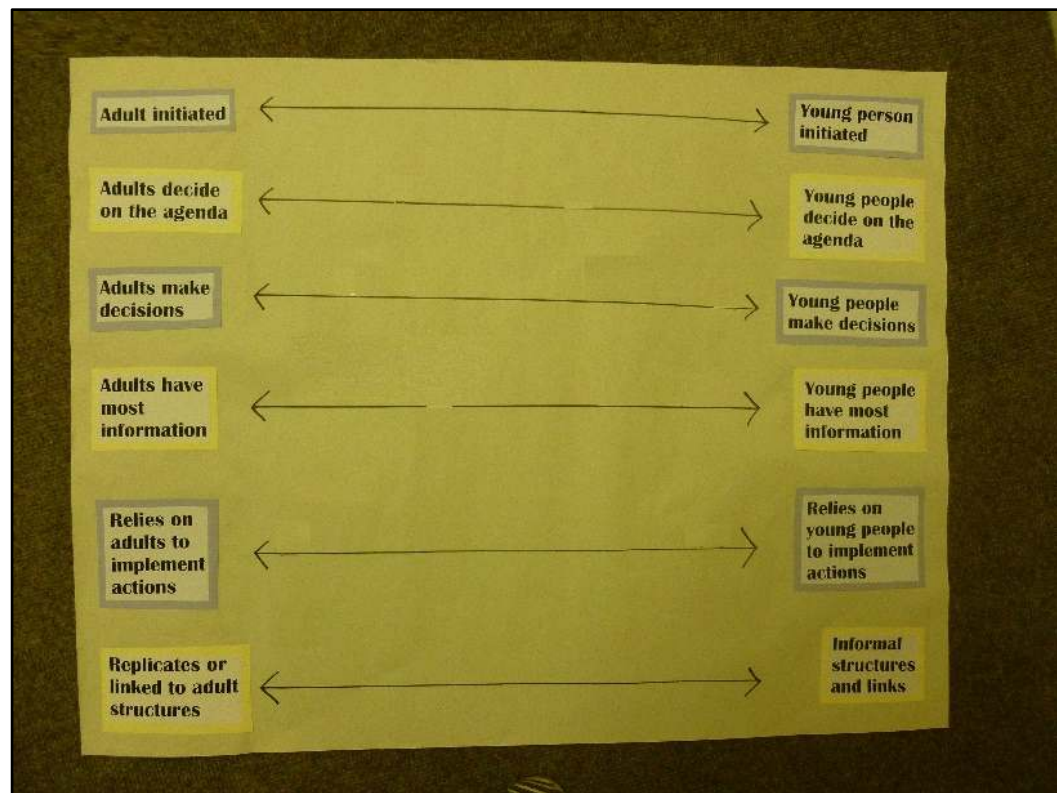 Adult initiated
Young person
initiated
Adults decide
on the agenda
Young people
decide on the
agenda
Adults make
decisions
Young people
make decisions
Adults have
most
information
Young people
have most
information
Relies on
adults to
implement
actions
Relies on
young people
to implement
actions
Replicates or
linked to adult
structures
Informal
structures
and links